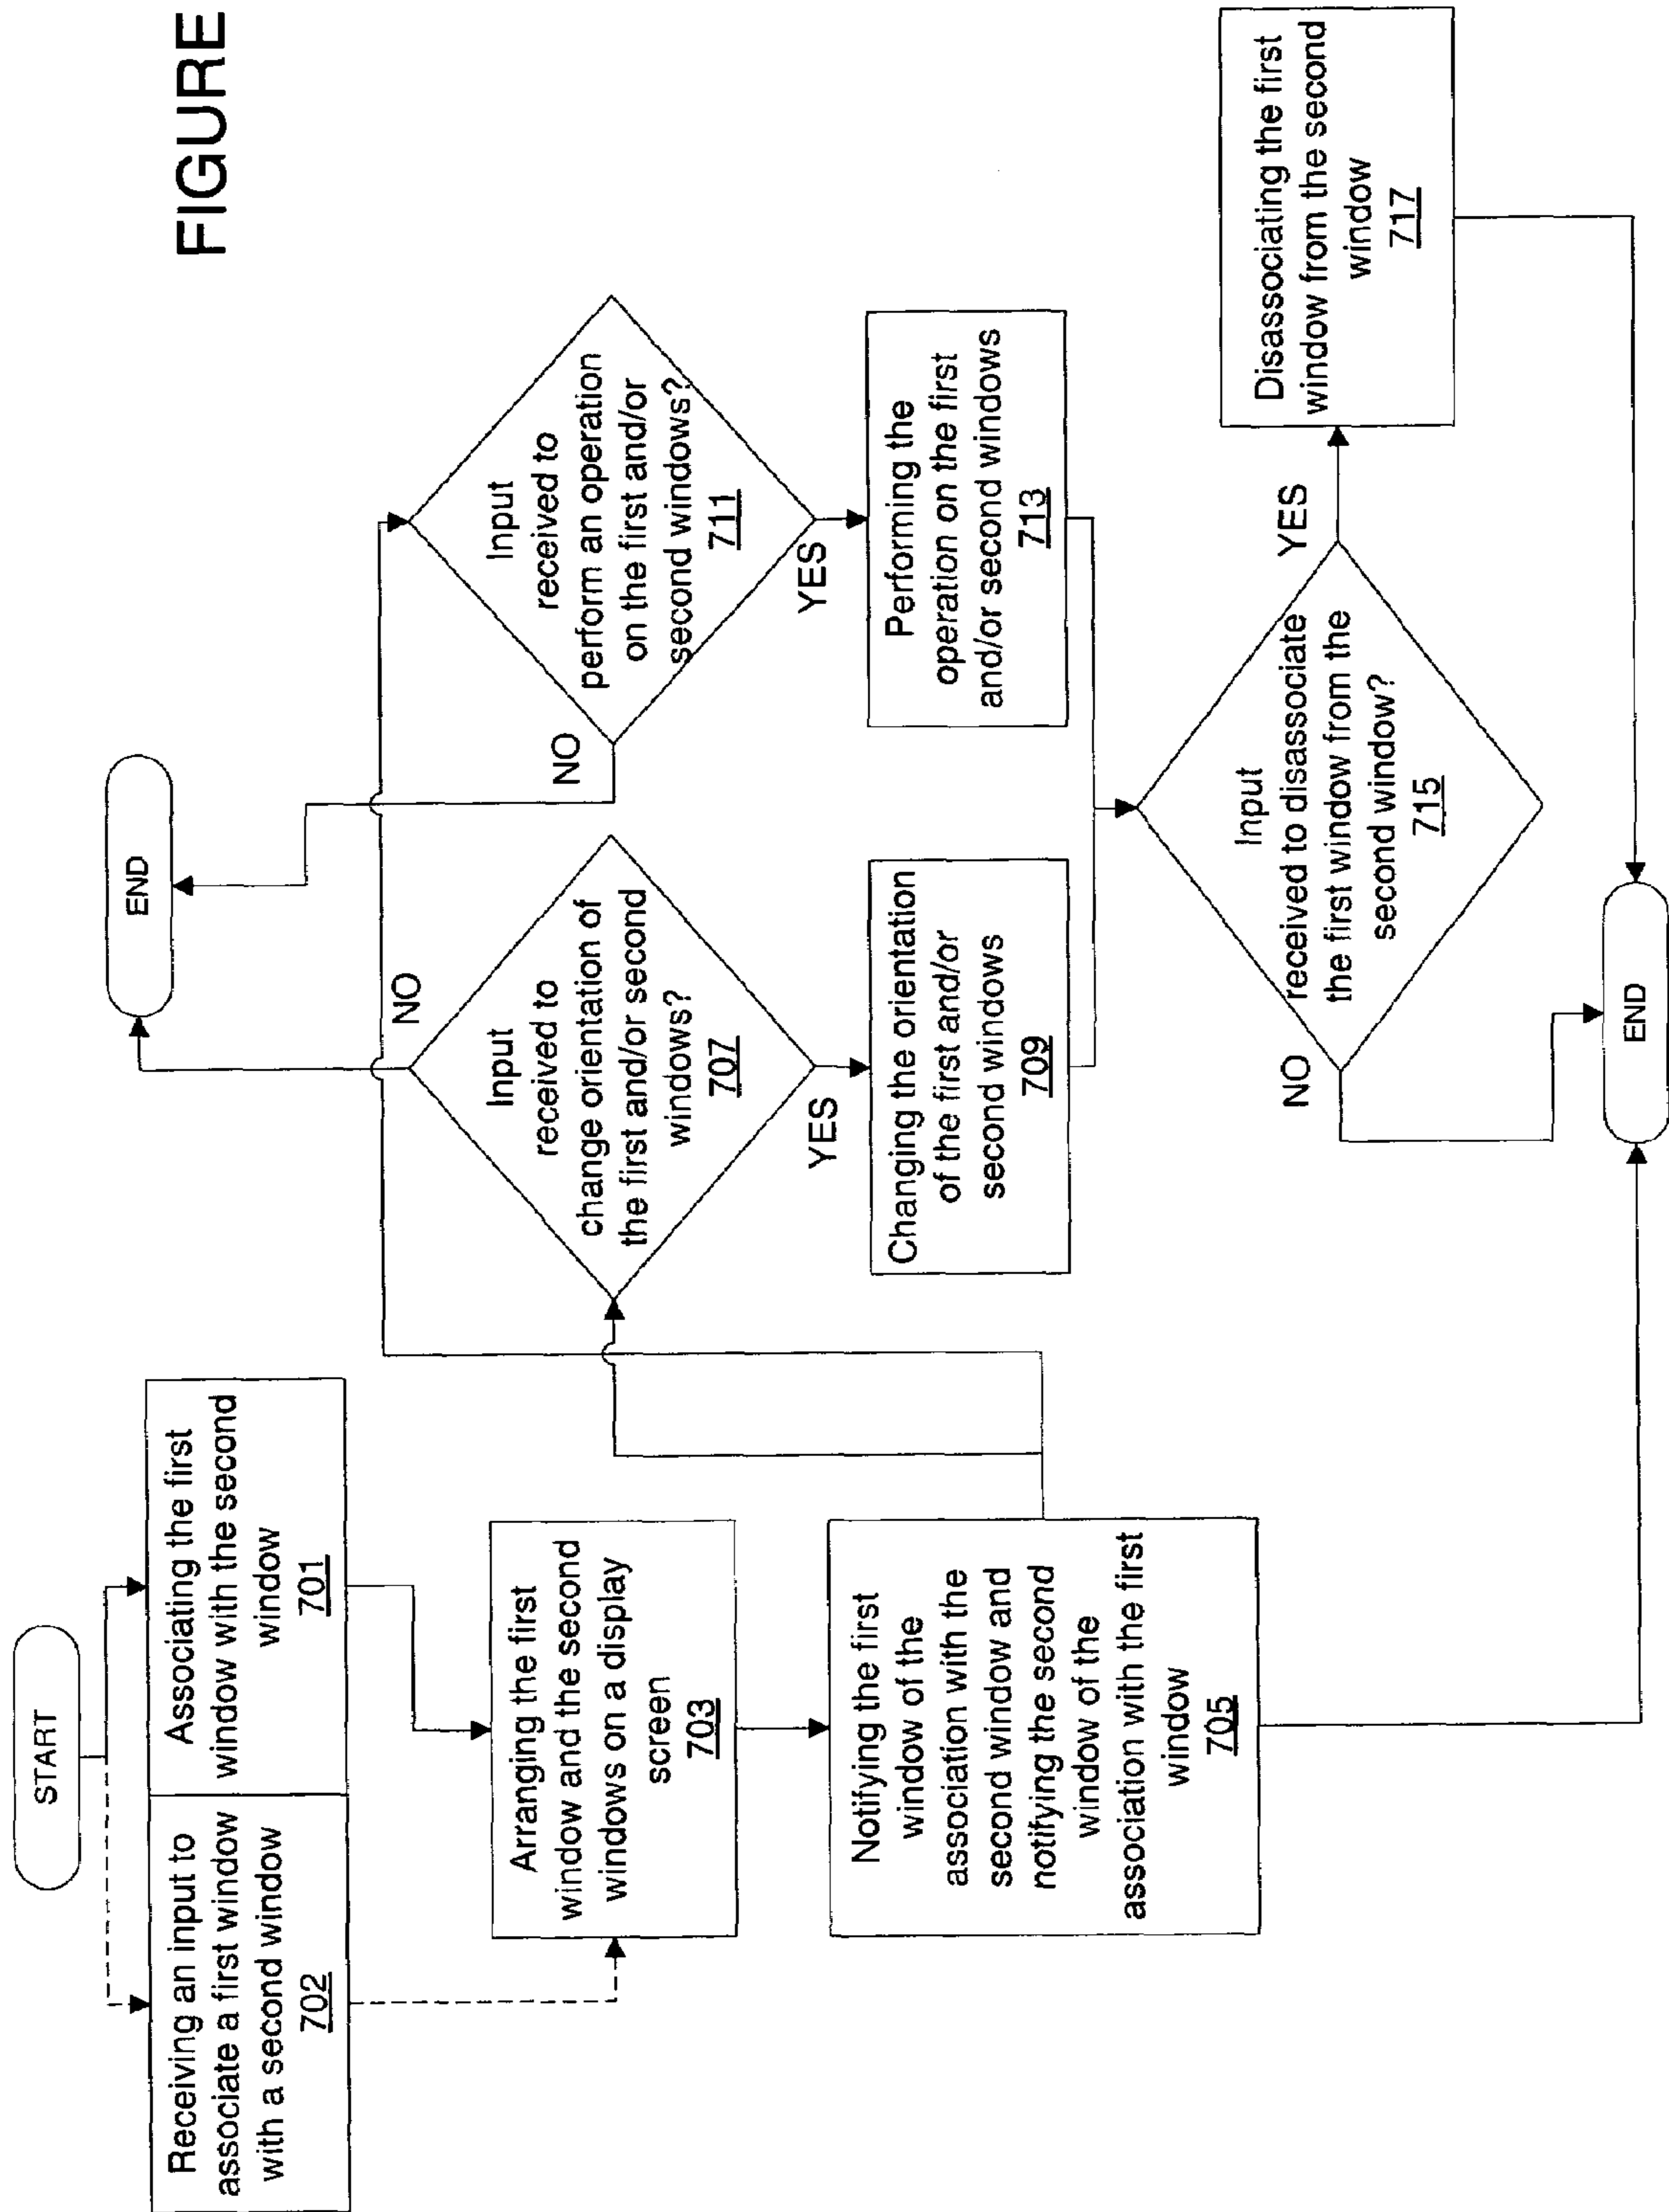 FIGURE
START
Receiving an input to
associate a first window
with a second window
702
Associating the first
window with the second
window
701
Arranging the first
window and the second
windows on a display
screen
703
Notifying the first
window of the
association with the
second window and
notifying the second
window of the
association with the first
window
705
END
NO
Input
received to
change orientation of
the first and/or second
windows?
707
YES
Changing the orientation
of the first and/or
second windows
709
NO
Input
received to
perform an operation
on the first and/or
second windows?
711
YES
Performing the
operation on the first
and/or second windows
713
Input
received to disassociate
the first window from the
second window?
715
NO
YES
Disassociating the first
window from the second
window
717
END